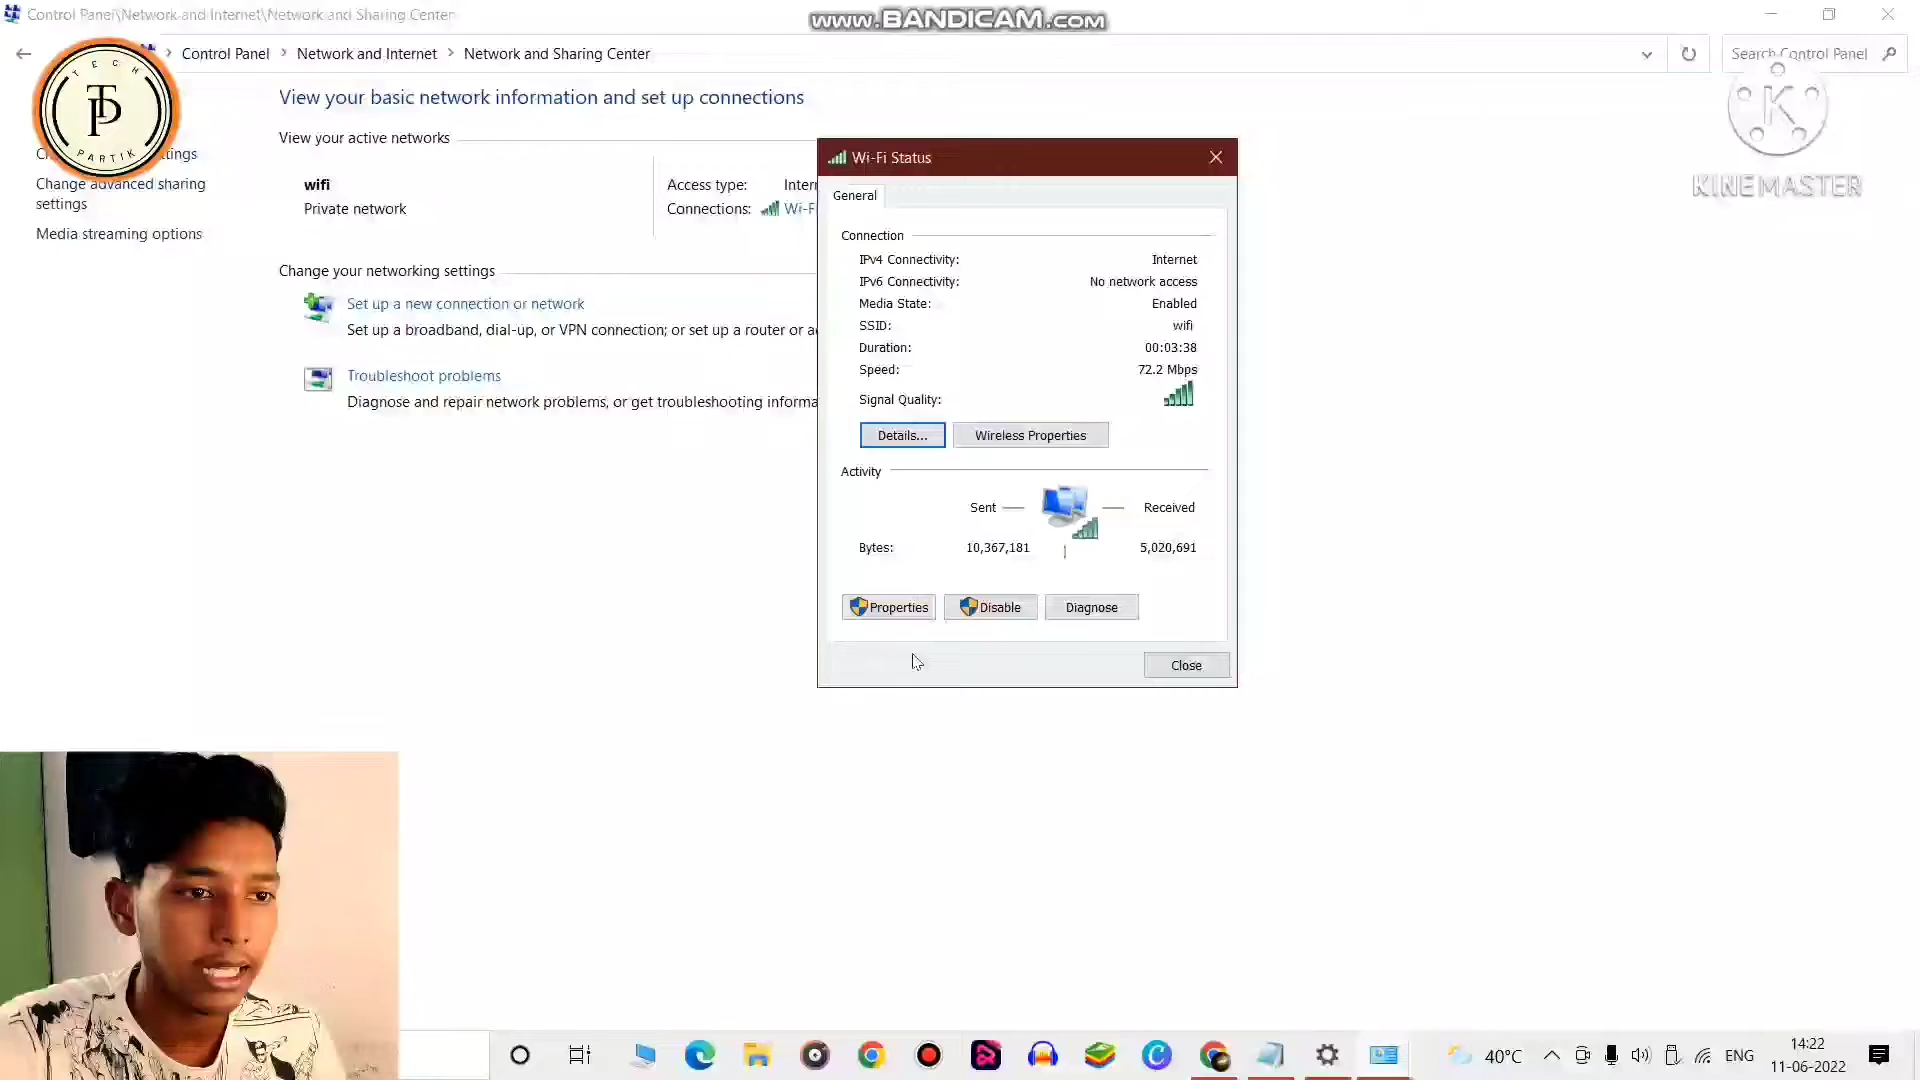 Control Panel\Network and Internet\Network and Sharing Center
www.BANDICAM.com
Control Panel > Network and Internet > Network and Sharing Center
Search Control Panel
TECH
TP
PARTIK
K
KINEMASTER
View your basic network information and set up connections
View your active networks
Change advanced sharing
settings
Media streaming options
wifi
Private network
Access type: Inter
Connections: Wi-F
Change your networking settings
Set up a new connection or network
Set up a broadband, dial-up, or VPN connection; or set up a router or a
Troubleshoot problems
Diagnose and repair network problems, or get troubleshooting informa
Wi-Fi Status
General
Connection
IPv4 Connectivity: Internet
IPv6 Connectivity: No network access
Media State: Enabled
SSID: wifi
Duration: 00:03:38
Speed: 72.2 Mbps
Signal Quality:
Details...
Wireless Properties
Activity
Sent
Received
Bytes: 10,367,181 5,020,691
Properties
Disable
Diagnose
Close
40°C
ENG
14:22
11-06-2022